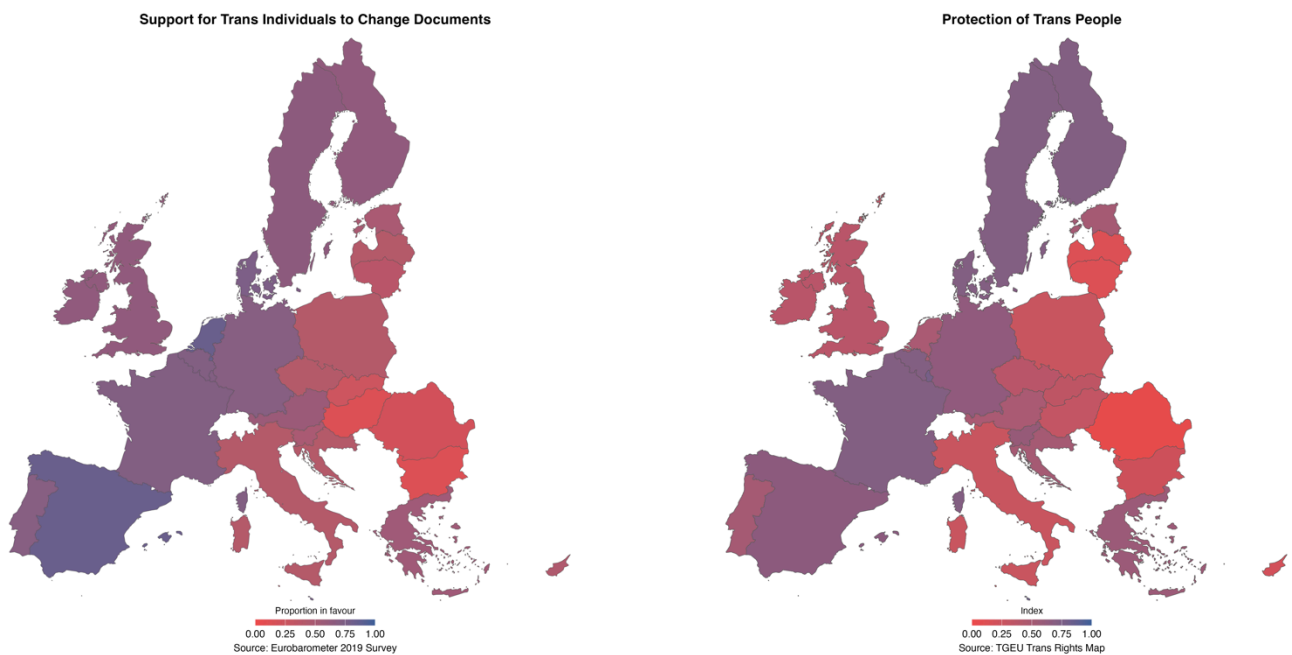 Support for Trans Individuals to Change Documents
Proportion in favour
0.00 0.25 0.50 0.75 1.00
Source: Eurobarometer 2019 Survey
Protection of Trans People
Index
0.00 0.25 0.50 0.75 1.00
Source: TGEU Trans Rights Map